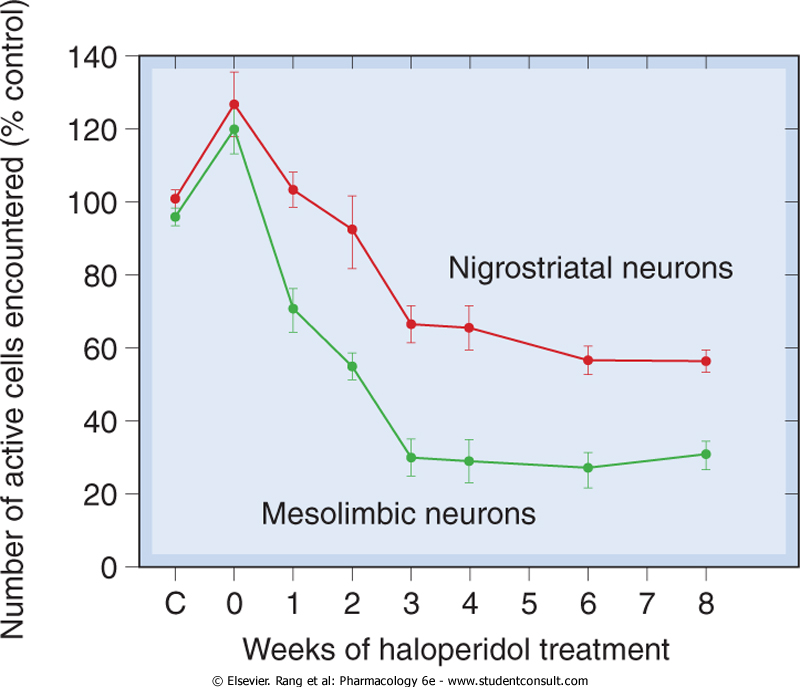 Number of active cells encountered (% control)
140
120
100
80
60
40
20
0
Nigrostriatal neurons
Mesolimbic neurons
C 0 1 2 3 4 5 6 7 8
Weeks of haloperidol treatment
© Elsevier. Rang et al: Pharmacology 6e - www.studentconsult.com